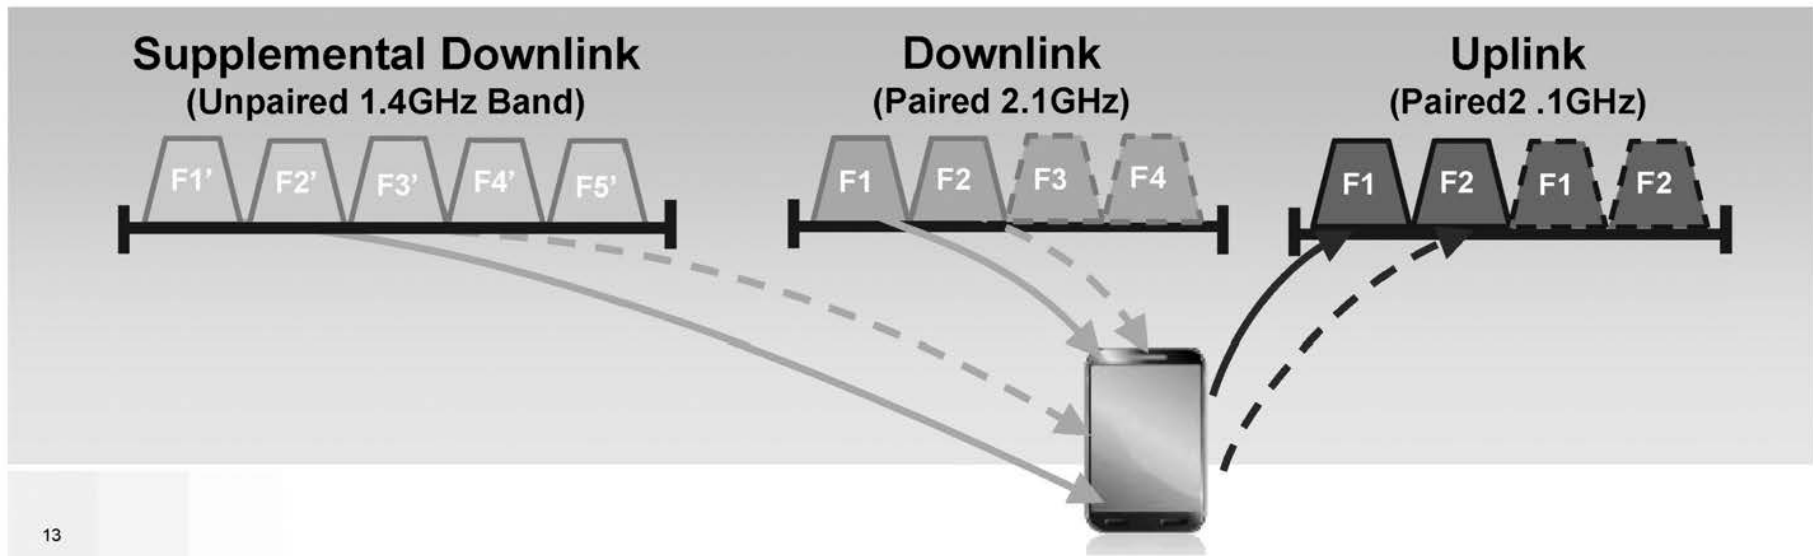 Supplemental Downlink
(Unpaired 1.4GHz Band)
F1' F2' F3' F4' F5'
Downlink
(Paired 2.1GHz)
F1 F2 F3 F4
Uplink
(Paired2 .1GHz)
F1 F2 F1 F2
13